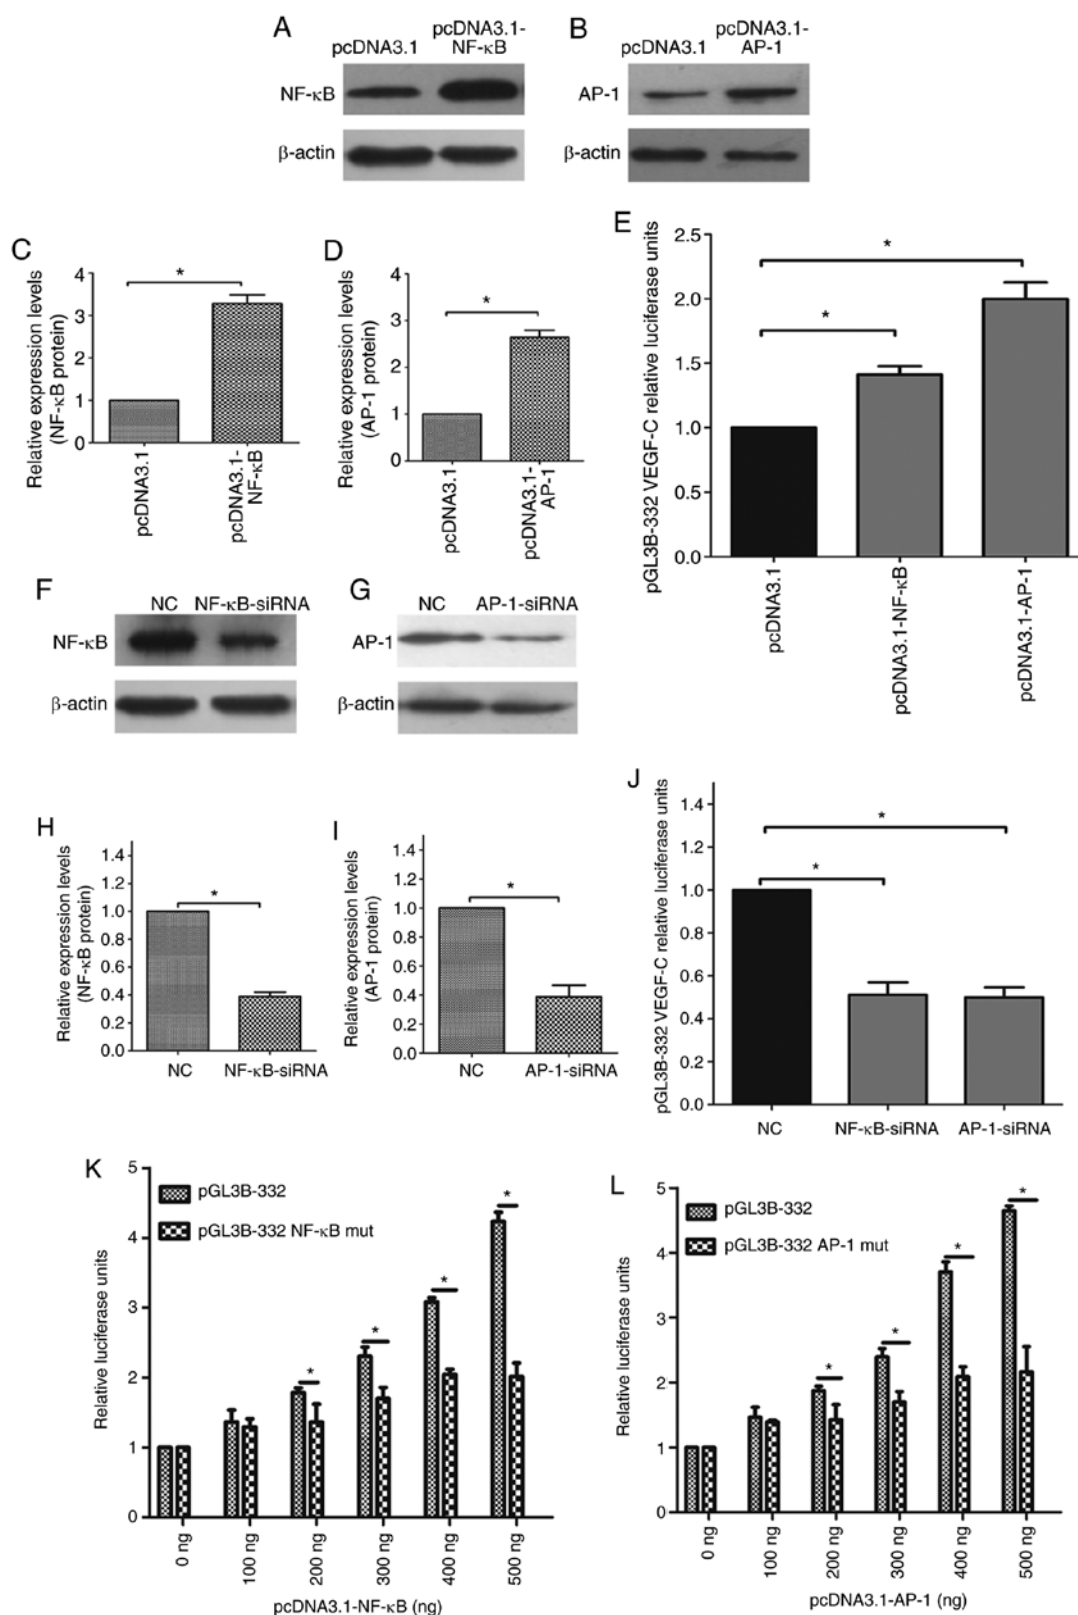 A
pcDNA3.1
pcDNA3.1-
NF-κB
NF-κB
β-actin
B
pcDNA3.1
pcDNA3.1-
AP-1
AP-1
β-actin
C
Relative expression levels
(NF-κB protein)
4
3
2
1
0
*
pcDNA3.1
pcDNA3.1-
NF-κB
D
Relative expression levels
(AP-1 protein)
4
3
2
1
0
*
pcDNA3.1
pcDNA3.1-
AP-1
E
pGL3B-332 VEGF-C relative luciferase units
2.5
2.0
1.5
1.0
0.5
0.0
*
*
pcDNA3.1
pcDNA3.1-NF-κB
pcDNA3.1-AP-1
F
NC NF-κB-siRNA
NF-κB
β-actin
G
NC AP-1-siRNA
AP-1
β-actin
H
Relative expression levels
(NF-κB protein)
1.4
1.2
1.0
0.8
0.6
0.4
0.2
0.0
*
NC NF-κB-siRNA
I
Relative expression levels
(AP-1 protein)
1.4
1.2
1.0
0.8
0.6
0.4
0.2
0.0
*
NC AP-1-siRNA
J
pGL3B-332 VEGF-C relative luciferase units
1.4
1.2
1.0
0.8
0.6
0.4
0.2
0.0
*
*
NC NF-κB-siRNA AP-1-siRNA
K
Relative luciferase units
5
4
3
2
1
0
pGL3B-332
pGL3B-332 NF-κB mut
*
*
*
*
0 ng
100 ng
200 ng
300 ng
400 ng
500 ng
pcDNA3.1-NF-κB (ng)
L
Relative luciferase units
5
4
3
2
1
0
pGL3B-332
pGL3B-332 AP-1 mut
*
*
*
*
0 ng
100 ng
200 ng
300 ng
400 ng
500 ng
pcDNA3.1-AP-1 (ng)